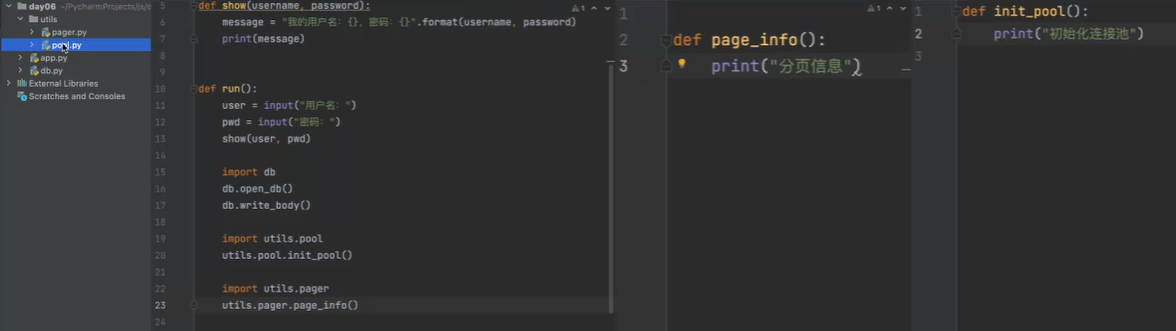 day06 ~/PycharmProjects/js/d
utils
pager.py
app.py
db.py
External Libraries
Scratches and Consoles
5 def show(username, password):
6 message = "我的用户名: {}, 密码: {}".format(username, password)
7 print(message)
8
9
10 def run():
11 user = input("用户名: ")
12 pwd = input("密码: ")
13 show(user, pwd)
14
15 import db
16 db.open_db()
17 db.write_body()
18
19 import utils.pool
20 utils.pool.init_pool()
21
22 import utils.pager
23 utils.pager.page_info()
24
1
2 def page_info():
3 print("分页信息")
1 def init_pool():
2 print("初始化连接池")
3